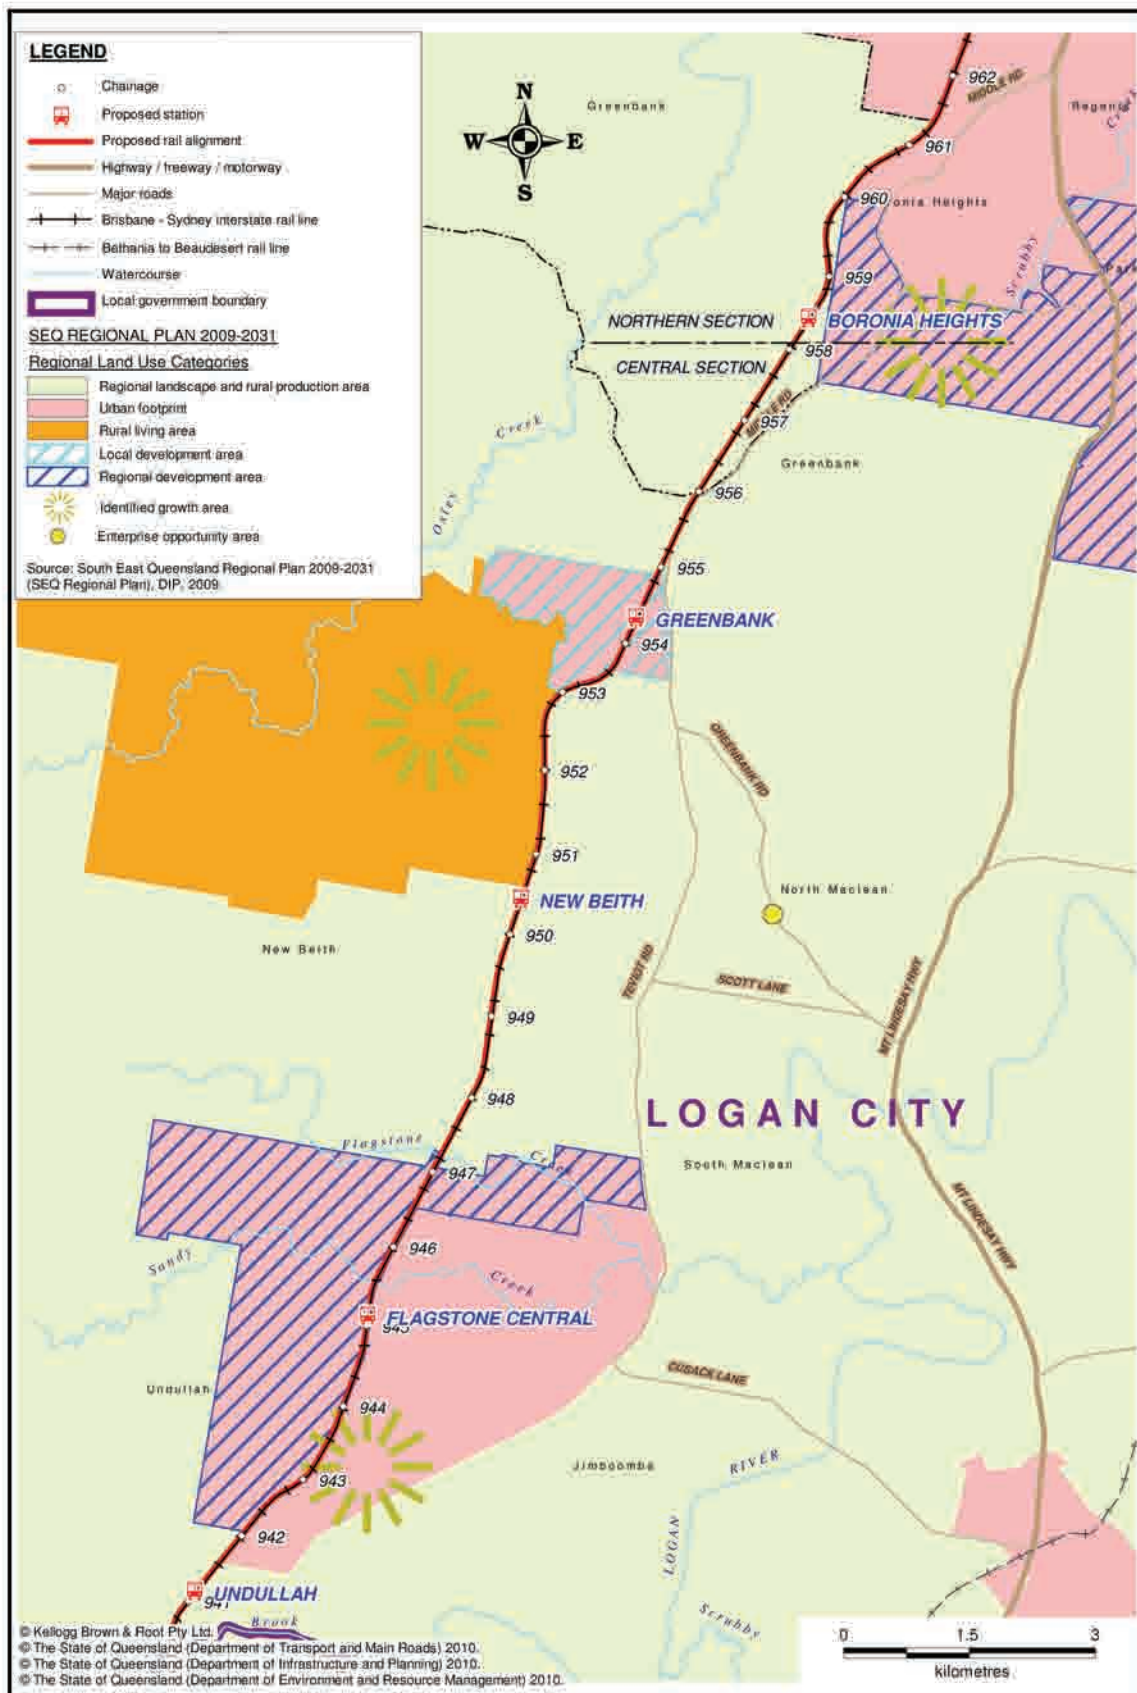 LEGEND
Chainage
Proposed station
Proposed rail alignment
Highway / freeway / motorway
Major roads
Brisbane - Sydney interstate rail line
Bethania to Beaudesert rail line
Watercourse
Local government boundary
SEQ REGIONAL PLAN 2009-2031
Regional Land Use Categories
Regional landscape and rural production area
Urban footprint
Rural living area
Local development area
Regional development area
Identified growth area
Enterprise opportunity area
Source: South East Queensland Regional Plan 2009-2031
(SEQ Regional Plan), DIP, 2009
N
W E
S
Greenbank
962
MIDDLE RD
Regent
Creek
961
960
onia Heights
Scrubby
Park
959
NORTHERN SECTION
BORONIA HEIGHTS
958
CENTRAL SECTION
MIDDLE RD
957
Creek
Greenbank
956
Oxley
955
GREENBANK
954
953
GREENBANK RD
952
951
North Maclean
NEW BEITH
950
New Beith
TEVIOT RD
SCOTT LANE
MT LINDESAY HWY
949
948
LOGAN CITY
Flagstone
Creek
South Maclean
947
MT LINDESAY HWY
946
Sandy
Creek
FLAGSTONE CENTRAL
945
CUSACK LANE
Undullah
944
Jimboomba
RIVER
943
LOGAN
942
UNDULLAH
941
Brook
Scrubby
© Kellogg Brown & Root Pty Ltd.
© The State of Queensland (Department of Transport and Main Roads) 2010.
© The State of Queensland (Department of Infrastructure and Planning) 2010.
© The State of Queensland (Department of Environment and Resource Management) 2010.
0 1.5 3
kilometres